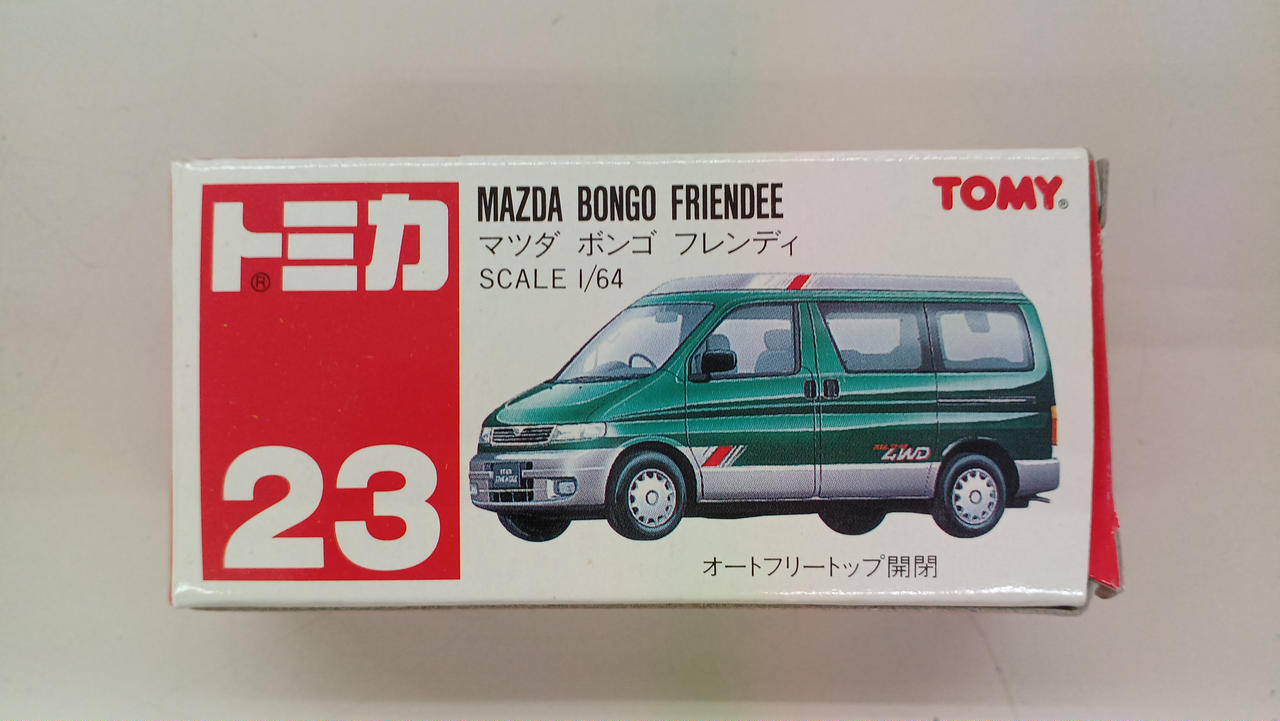 トミカ®
23
MAZDA BONGO FRIENDEE
マツダ ボンゴ フレンディ
SCALE 1/64
TOMY®
4WD
オートフリートップ開閉